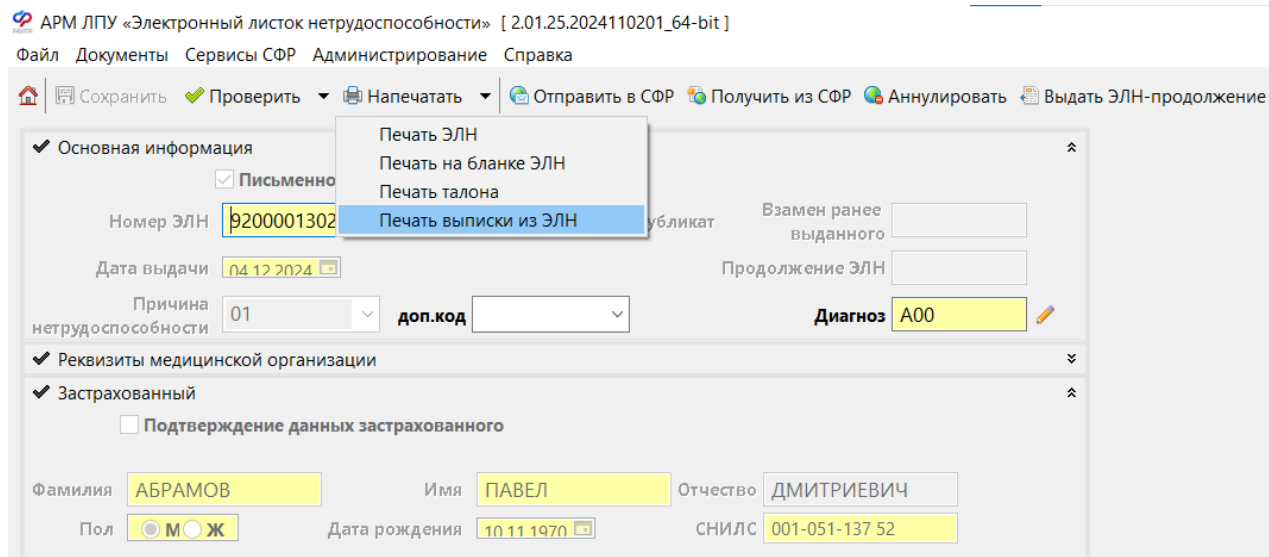 АРМ ЛПУ «Электронный листок нетрудоспособности» [ 2.01.25.2024110201_64-bit ]
Файл Документы Сервисы СФР Администрирование Справка
Сохранить Проверить Напечатать Отправить в СФР Получить из СФР Аннулировать Выдать ЭЛН-продолжение
Печать ЭЛН
Печать на бланке ЭЛН
Печать талона
Печать выписки из ЭЛН
Основная информация
Письменно
Номер ЭЛН 9200001302 убликат Взамен ранее выданного
Дата выдачи 04.12.2024 Продолжение ЭЛН
Причина нетрудоспособности 01 доп.код Диагноз A00
Реквизиты медицинской организации
Застрахованный
Подтверждение данных застрахованного
Фамилия АБРАМОВ Имя ПАВЕЛ Отчество ДМИТРИЕВИЧ
Пол М Ж Дата рождения 10.11.1970 СНИЛС 001-051-137 52